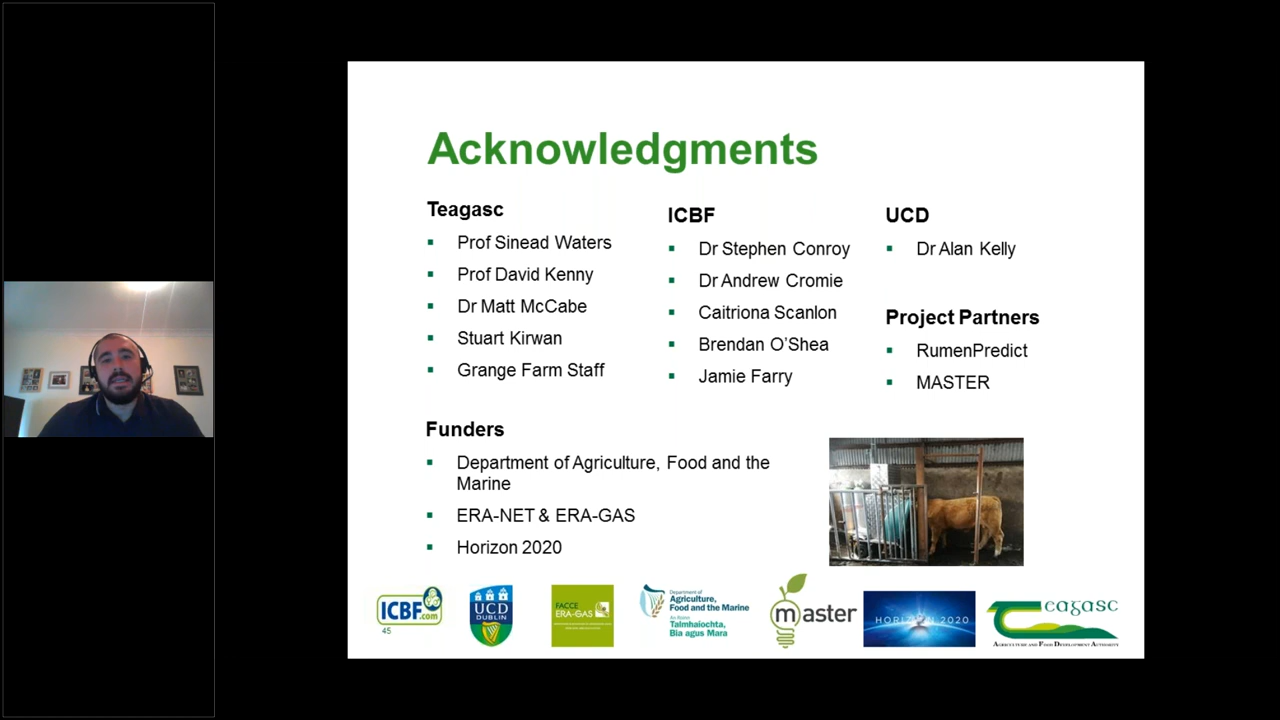 Acknowledgments
Teagasc
Prof Sinead Waters
Prof David Kenny
Dr Matt McCabe
Stuart Kirwan
Grange Farm Staff
ICBF
Dr Stephen Conroy
Dr Andrew Cromie
Caitriona Scanlon
Brendan O'Shea
Jamie Farry
UCD
Dr Alan Kelly
Project Partners
RumenPredict
MASTER
Funders
Department of Agriculture, Food and the
Marine
ERA-NET & ERA-GAS
Horizon 2020
ICBF.com
45
UCD
DUBLIN
FACCE
ERA-GAS
Department of
Agriculture,
Food and the Marine
An Roinn
Talmhaíochta,
Bia agus Mara
master
HORIZON 2020
eagasc
AGRICULTURE AND FOOD DEVELOPMENT AUTHORITY